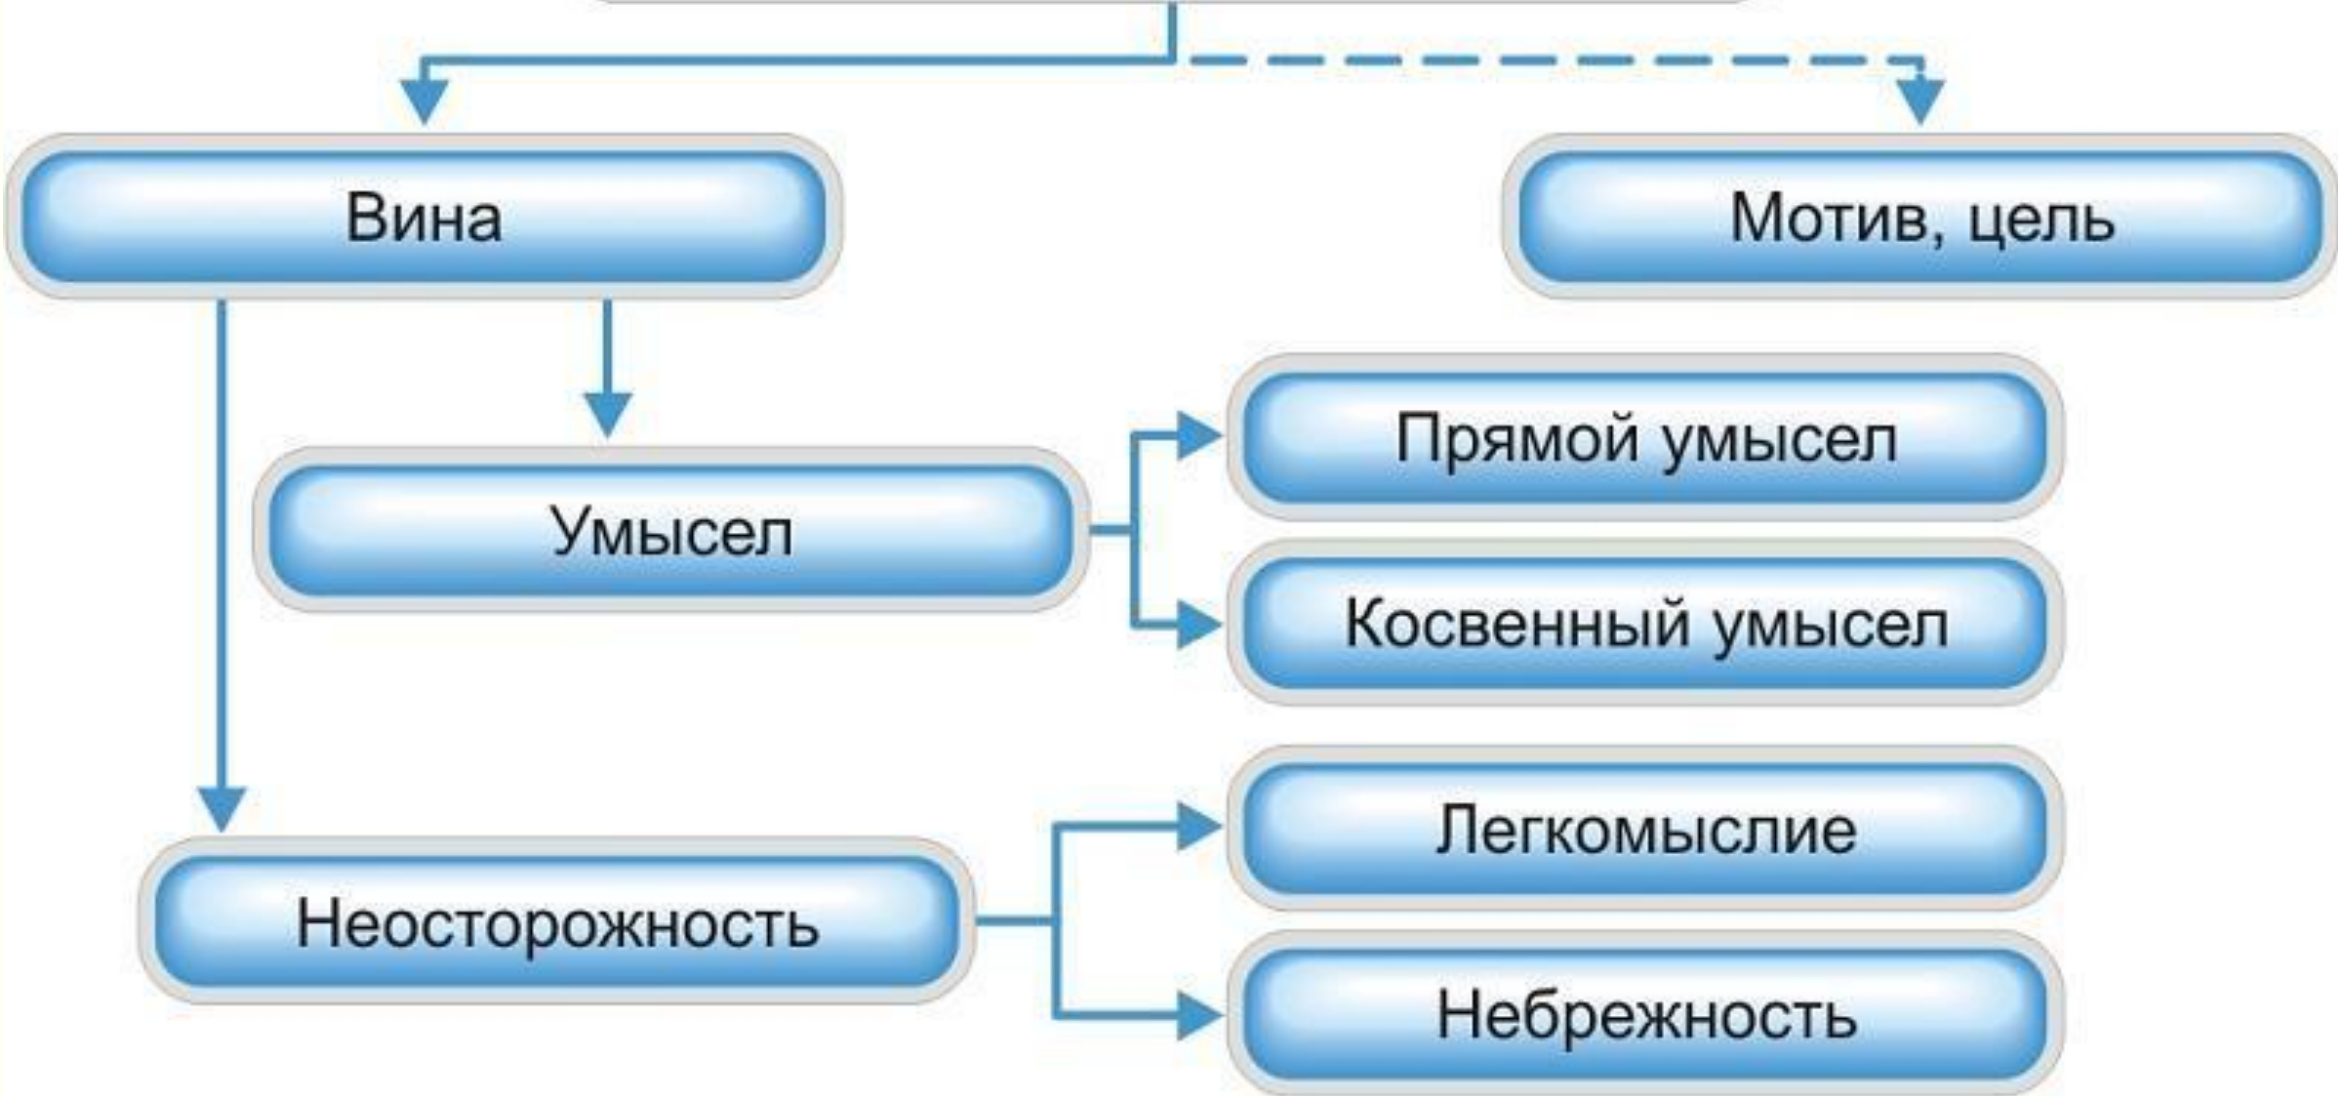 Вина
Мотив, цель
Прямой умысел
Умысел
Косвенный умысел
Легкомыслие
Неосторожность
Небрежность